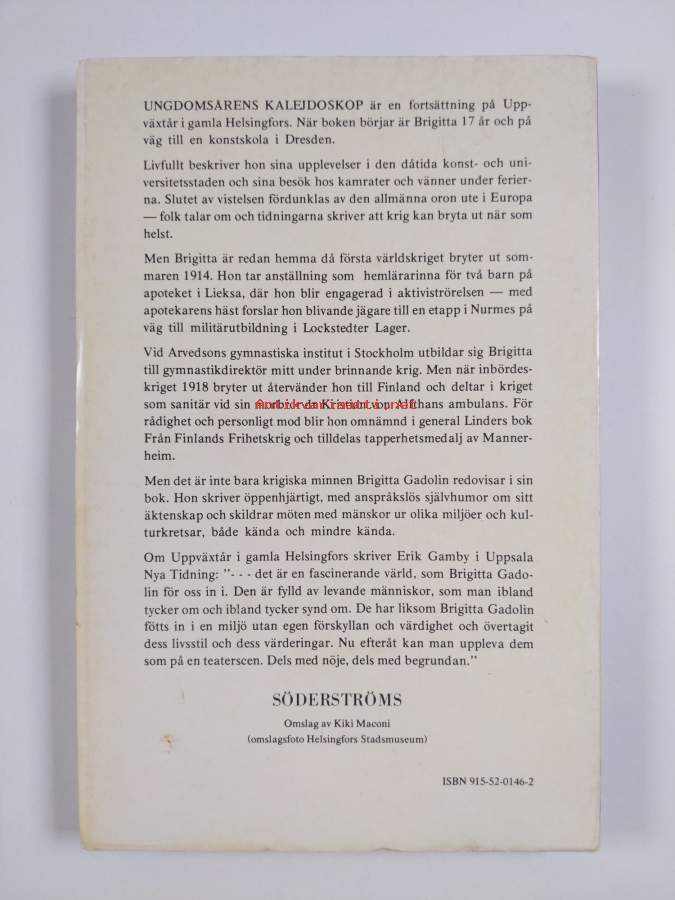 UNGDOMSÅRENS KALEJDOSKOP är en fortsättning på Upp-
växtår i gamla Helsingfors. När boken börjar är Brigitta 17 år och på
väg till en konstskola i Dresden.
Livfullt beskriver hon sina upplevelser i den dåtida konst- och uni-
versitetsstaden och sina besök hos kamrater och vänner under ferier-
na. Slutet av vistelsen fördunklas av den allmänna oron ute i Europa
— folk talar om och tidningarna skriver att krig kan bryta ut när som
helst.
Men Brigitta är redan hemma då första världskriget bryter ut som-
maren 1914. Hon tar anställning som hemlärarinna för två barn på
apoteket i Lieksa, där hon blir engagerad i aktiviströrelsen — med
apotekarens häst forslar hon blivande jägare till en etapp i Nurmes på
väg till militärutbildning i Lockstedter Lager.
Vid Arvedsons gymnastiska institut i Stockholm utbildar sig Brigitta
till gymnastikdirektör mitt under brinnande krig. Men när inbördes-
kriget 1918 bryter ut återvänder hon till Finland och deltar i kriget
som sanitär vid sin morbror dr Kristian von Alfthans ambulans. För
rådighet och personligt mod blir hon omnämnd i general Linders bok
Från Finlands Frihetskrig och tilldelas tapperhetsmedalj av Manner-
heim.
Men det är inte bara krigiska minnen Brigitta Gadolin redovisar i sin
bok. Hon skriver öppenhjärtigt, med anspråkslös självhumor om sitt
äktenskap och skildrar möten med mänskor ur olika miljöer och kul-
turkretsar, både kända och mindre kända.
Om Uppväxtår i gamla Helsingfors skriver Erik Gamby i Uppsala
Nya Tidning: "- - - det är en fascinerande värld, som Brigitta Gado-
lin för oss in i. Den är fylld av levande människor, som man ibland
tycker om och ibland tycker synd om. De har liksom Brigitta Gadolin
fötts in i en miljö utan egen förskyllan och värdighet och övertagit
dess livsstil och dess värderingar. Nu efteråt kan man uppleva dem
som på en teaterscen. Dels med nöje, dels med begrundan."
SÖDERSTRÖMS
Omslag av Kiki Maconi
(omslagsfoto Helsingfors Stadsmuseum)
ISBN 915-52-0146-2